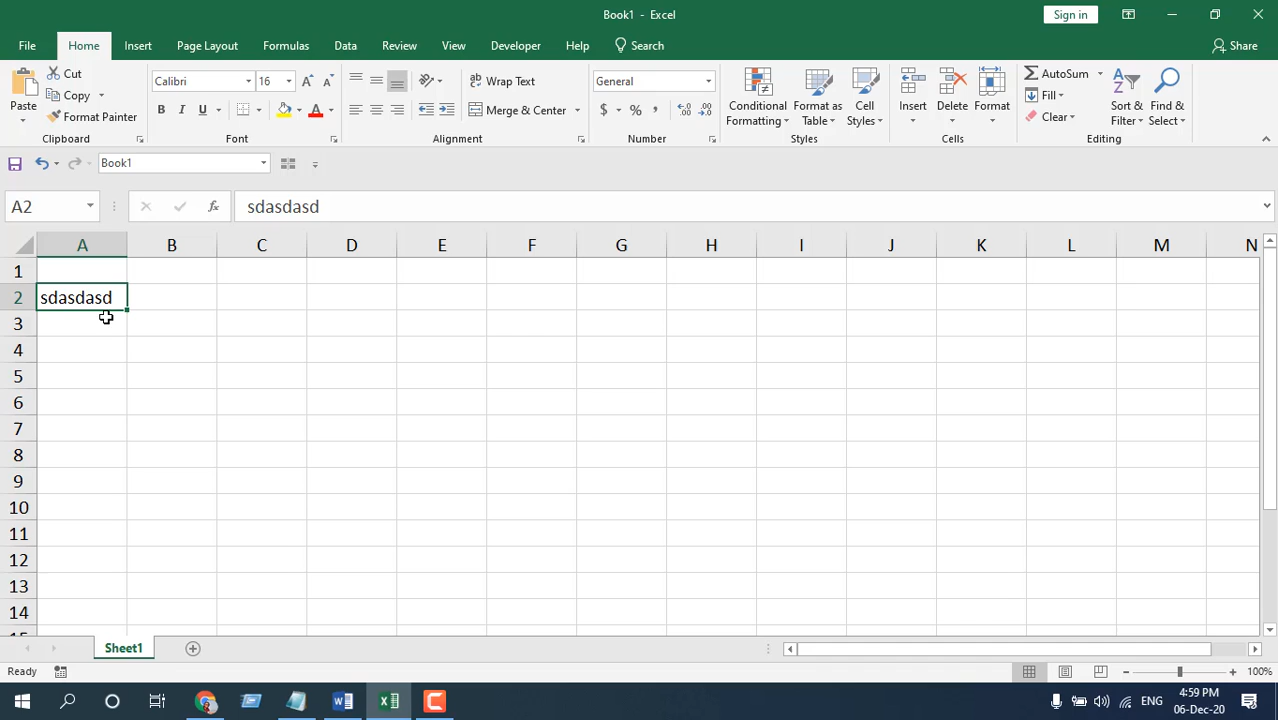 Book1 - Excel
Sign in
File Home Insert Page Layout Formulas Data Review View Developer Help Search Share
Paste
Cut
Copy
Format Painter
Clipboard
Calibri 16
B I U
Font
Wrap Text
Merge & Center
Alignment
General
$ % ,
Number
Conditional Formatting
Format as Table
Cell Styles
Styles
Insert
Delete
Format
Cells
AutoSum
Fill
Clear
Sort & Filter
Find & Select
Editing
Book1
A2 fx sdasdasd
A B C D E F G H I J K L M N
1
2 sdasdasd
3
4
5
6
7
8
9
10
11
12
13
14
15
Sheet1
Ready 100%
ENG 4:59 PM
06-Dec-20